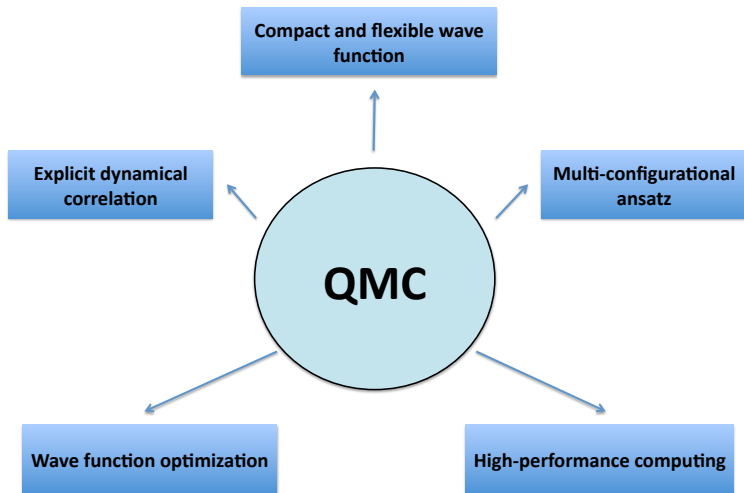 Compact and flexible wave
function
Explicit dynamical
correlation
Multi-configurational
ansatz
QMC
Wave function optimization
High-performance computing